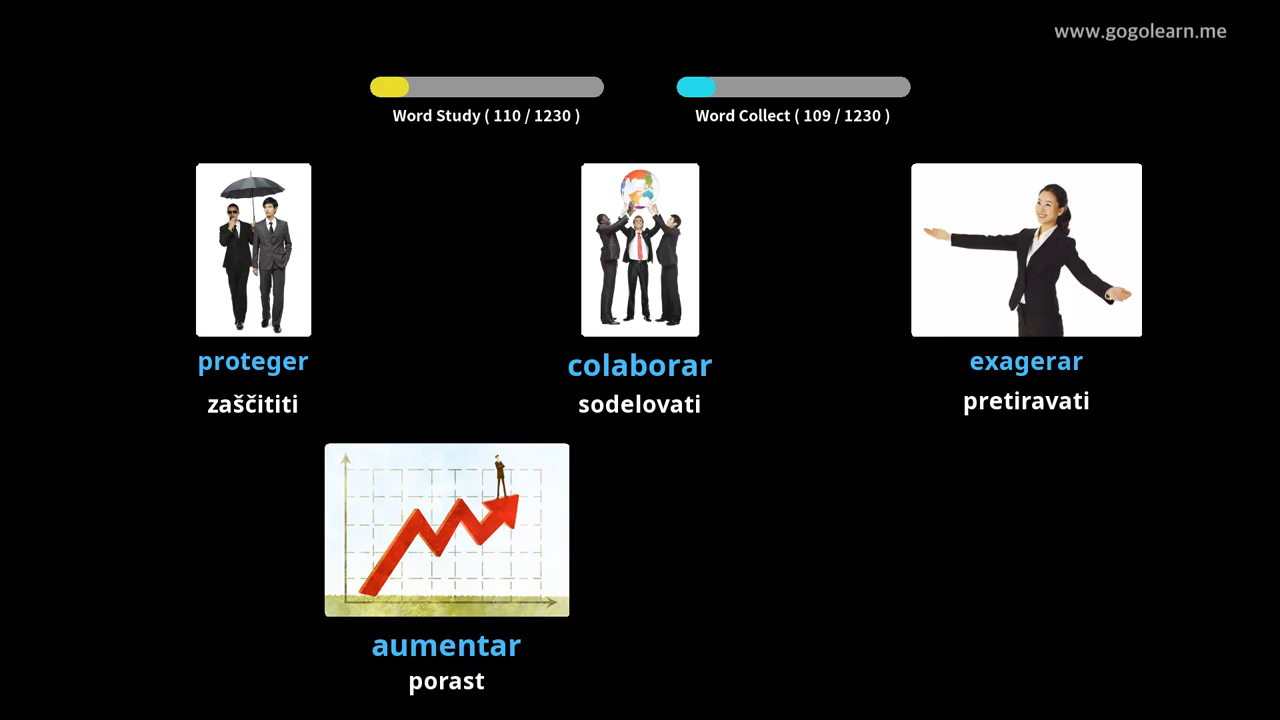 www.gogolearn.me
Word Study ( 110 / 1230 )
Word Collect ( 109 / 1230 )
proteger
zaščititi
colaborar
sodelovati
exagerar
pretiravati
aumentar
porast